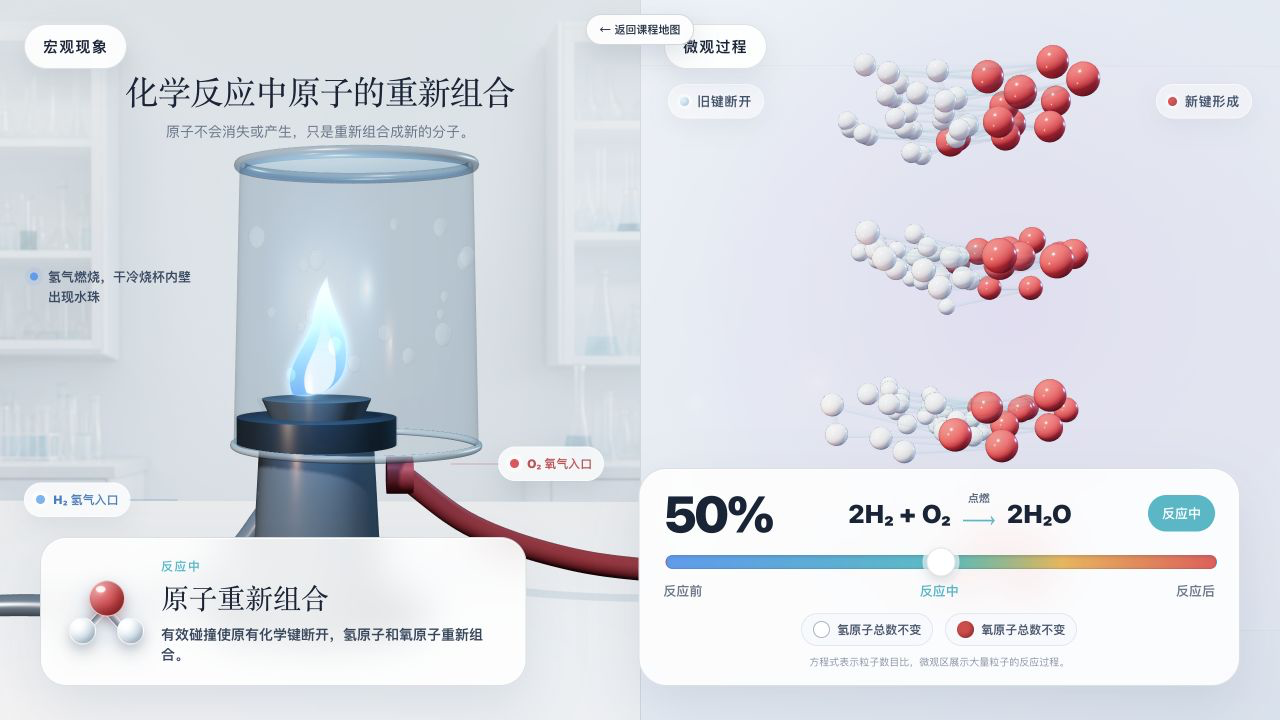 宏观现象
← 返回课程地图
微观过程
化学反应中原子的重新组合
原子不会消失或产生，只是重新组合成新的分子。
旧键断开
新键形成
氢气燃烧，干冷烧杯内壁
出现水珠
O₂ 氧气入口
H₂ 氢气入口
反应中
原子重新组合
有效碰撞使原有化学键断开，氢原子和氧原子重新组
合。
50%
2H₂ + O₂ 点燃 → 2H₂O
反应中
反应前
反应中
反应后
氢原子总数不变
氧原子总数不变
方程式表示粒子数目比，微观区展示大量粒子的反应过程。